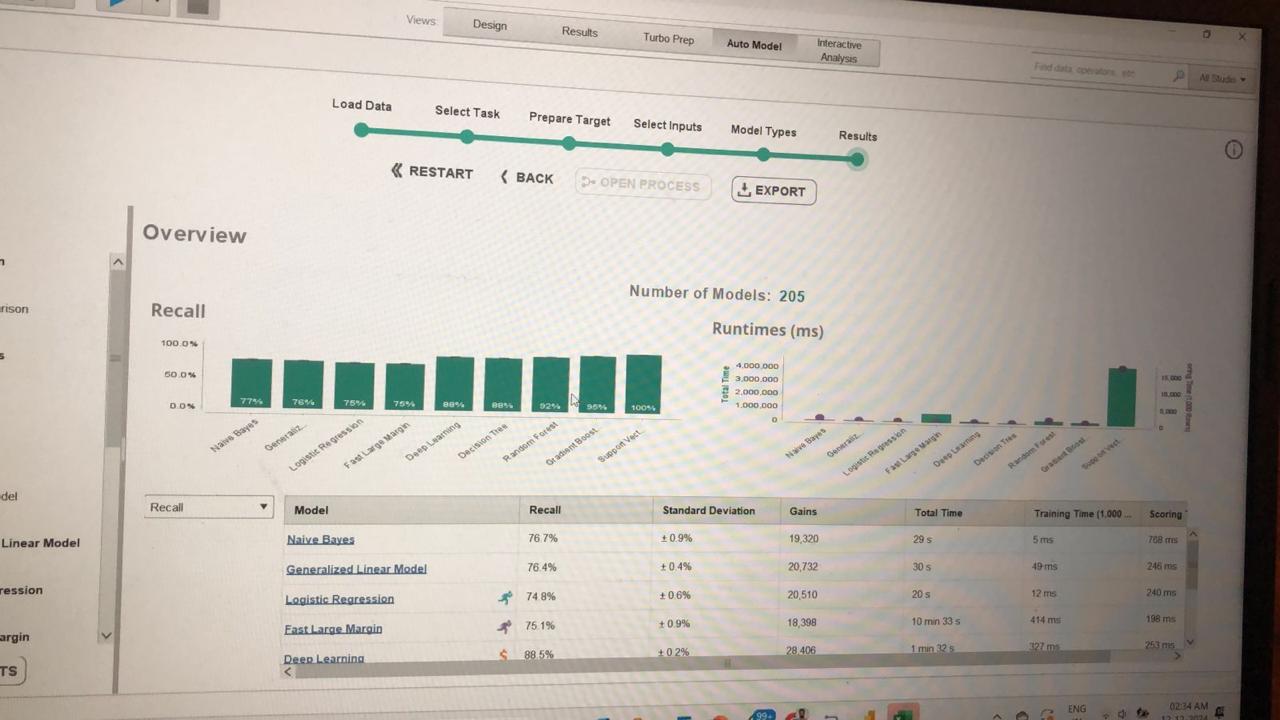 Views:
Design
Results
Turbo Prep
Auto Model
Interactive
Analysis
Find data, operators, etc
All Studio
Load Data
Select Task
Prepare Target
Select Inputs
Model Types
Results
RESTART
BACK
OPEN PROCESS
EXPORT
Overview
Number of Models: 205
Recall
100.0%
50.0%
0.0%
77%
76%
75%
75%
88%
88%
92%
95%
100%
Naive Bayes
Generaliz...
Logistic Regression
Fast Large Margin
Deep Learning
Decision Tree
Random Forest
Gradient Boost...
Support Vect...
Runtimes (ms)
Total Time
4,000,000
3,000,000
2,000,000
1,000,000
0
15,000
10,000
5,000
0
Naive Bayes
Generaliz...
Logistic Regression
Fast Large Margin
Deep Learning
Decision Tree
Random Forest
Gradient Boost...
Support Vect...
rison
del
Linear Model
ression
argin
TS
Recall
Model Recall Standard Deviation Gains Total Time Training Time (1,000 ... Scoring
Naive Bayes 76.7% ± 0.9% 19,320 29 s 5 ms 768 ms
Generalized Linear Model 76.4% ± 0.4% 20,732 30 s 49 ms 246 ms
Logistic Regression 74.8% ± 0.6% 20,510 20 s 12 ms 240 ms
Fast Large Margin 75.1% ± 0.9% 18,398 10 min 33 s 414 ms 198 ms
Deep Learning $ 88.5% ± 0.2% 28,406 1 min 32 s 327 ms 253 ms
99+
ENG
02:34 AM